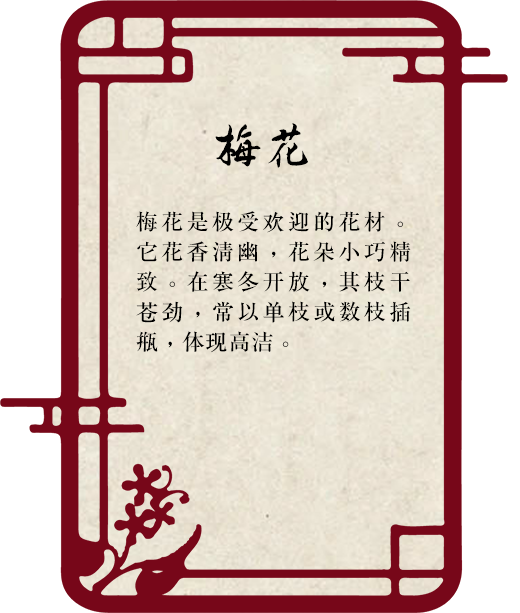 梅花
梅花是极受欢迎的花材。
它花香清幽，花朵小巧精
致。在寒冬开放，其枝干
苍劲，常以单枝或数枝插
瓶，体现高洁。